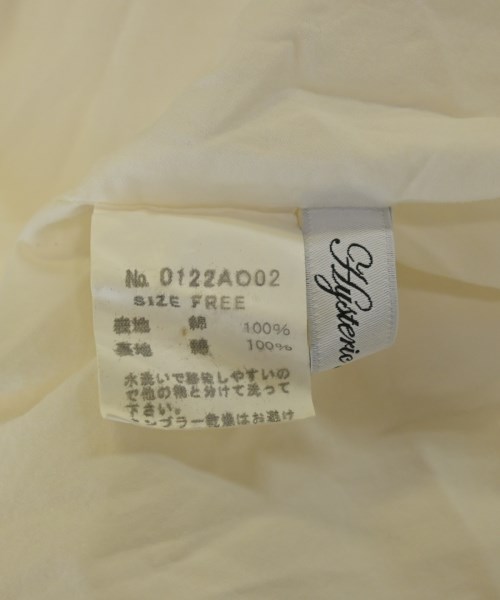 No. 0122AO02
SIZE FREE
表地 綿 100%
裏地 綿 100%
水洗いで移染しやすいの
で他の物と分けて洗って
下さい。
タンブラー乾燥はお避け
Hysteric